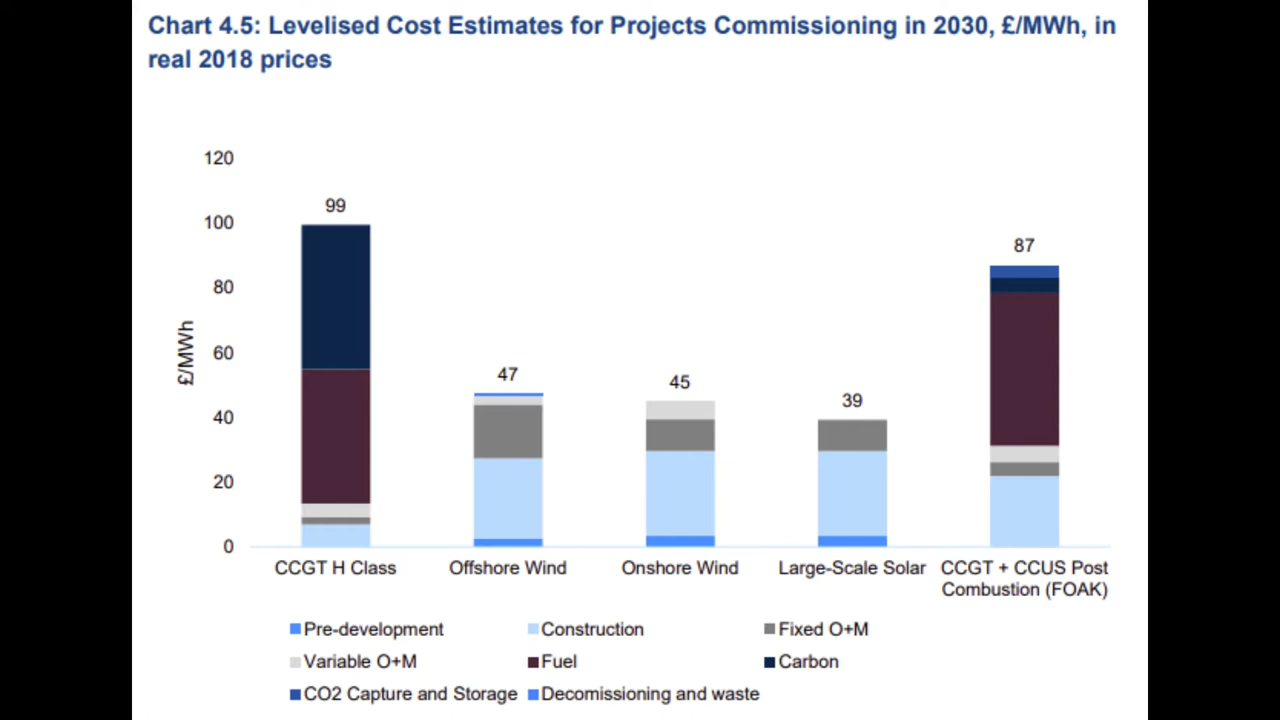 Chart 4.5: Levelised Cost Estimates for Projects Commissioning in 2030, £/MWh, in
real 2018 prices
120
100
80
60
40
20
0
£/MWh
99
47
45
39
87
CCGT H Class
Offshore Wind
Onshore Wind
Large-Scale Solar
CCGT + CCUS Post
Combustion (FOAK)
Pre-development
Construction
Fixed O+M
Variable O+M
Fuel
Carbon
CO2 Capture and Storage
Decomissioning and waste